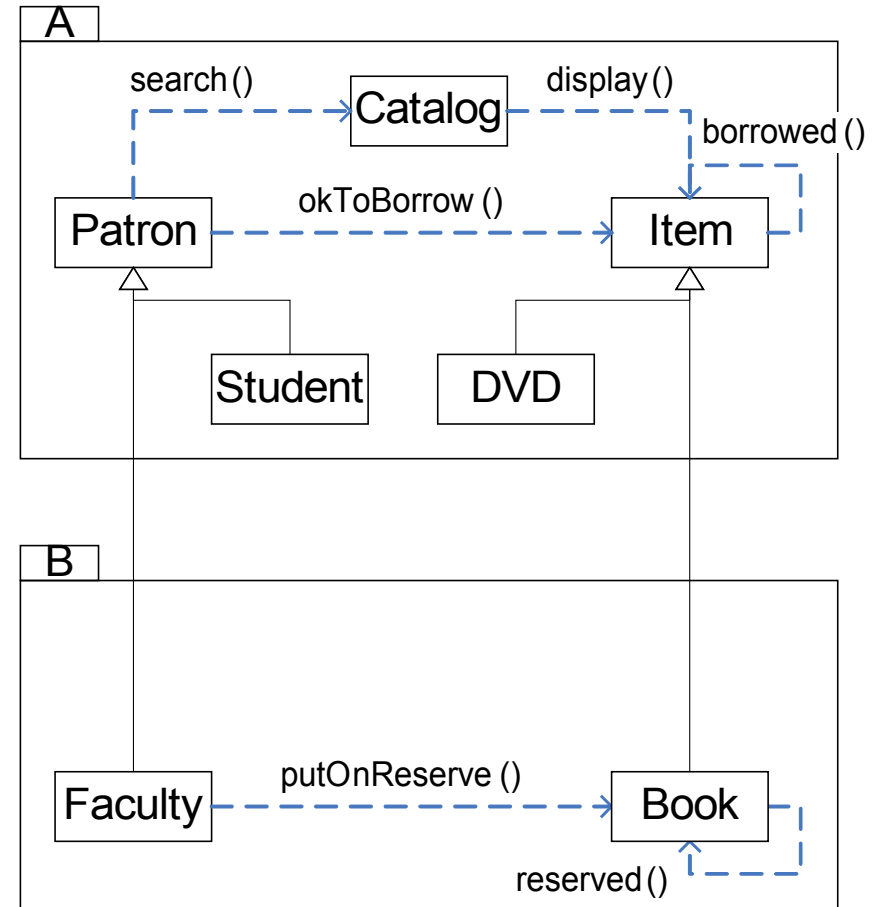 A
search()
display()
Catalog
borrowed()
okToBorrow()
Patron
Item
Student
DVD
B
putOnReserve()
Faculty
Book
reserved()